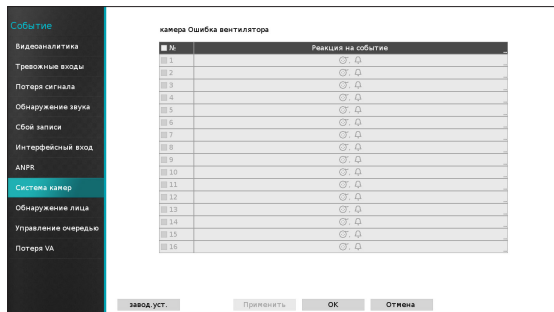 Событие
Видеоаналитика
Тревожные входы
Потеря сигнала
Обнаружение звука
Сбой записи
Интерфейсный вход
ANPR
Система камер
Обнаружение лица
Управление очередью
Потеря VA
камера Ошибка вентилятора
№ Реакция на событие
1
2
3
4
5
6
7
8
9
10
11
12
13
14
15
16
завод.уст. Применить OK Отмена